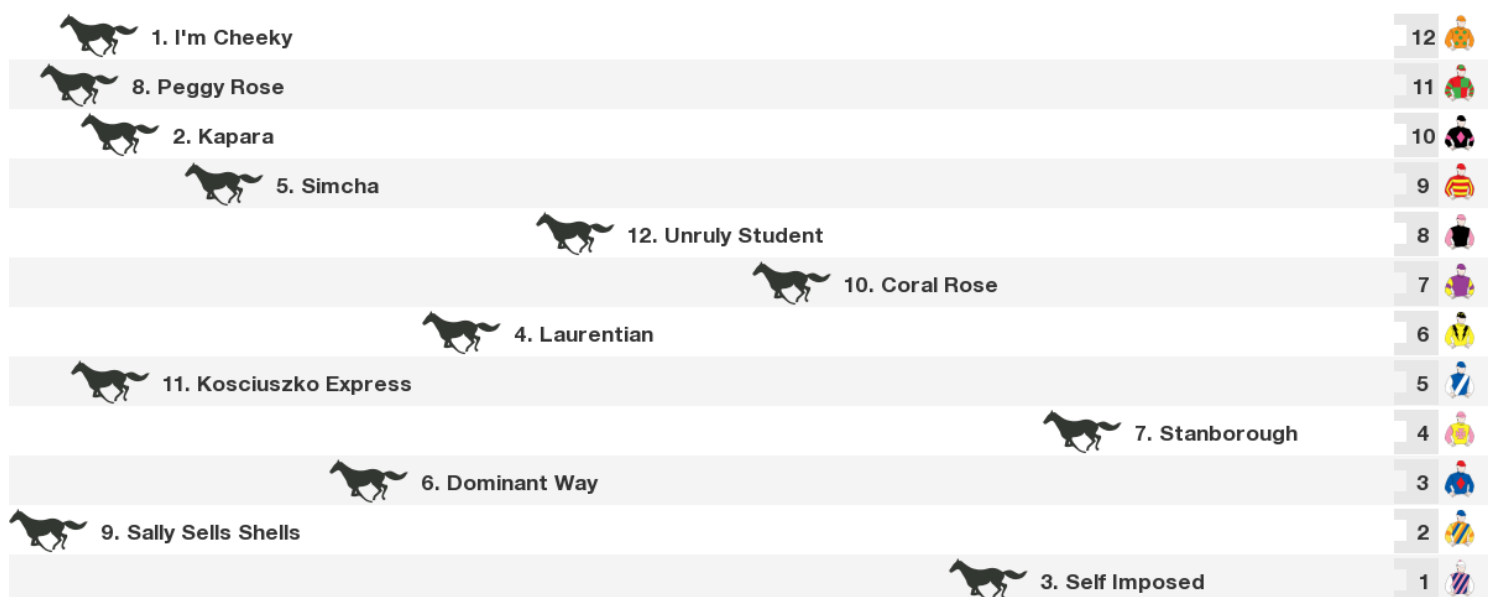 1. I'm Cheeky 12
8. Peggy Rose 11
2. Kapara 10
5. Simcha 9
12. Unruly Student 8
10. Coral Rose 7
4. Laurentian 6
11. Kosciuszko Express 5
7. Stanborough 4
6. Dominant Way 3
9. Sally Sells Shells 2
3. Self Imposed 1